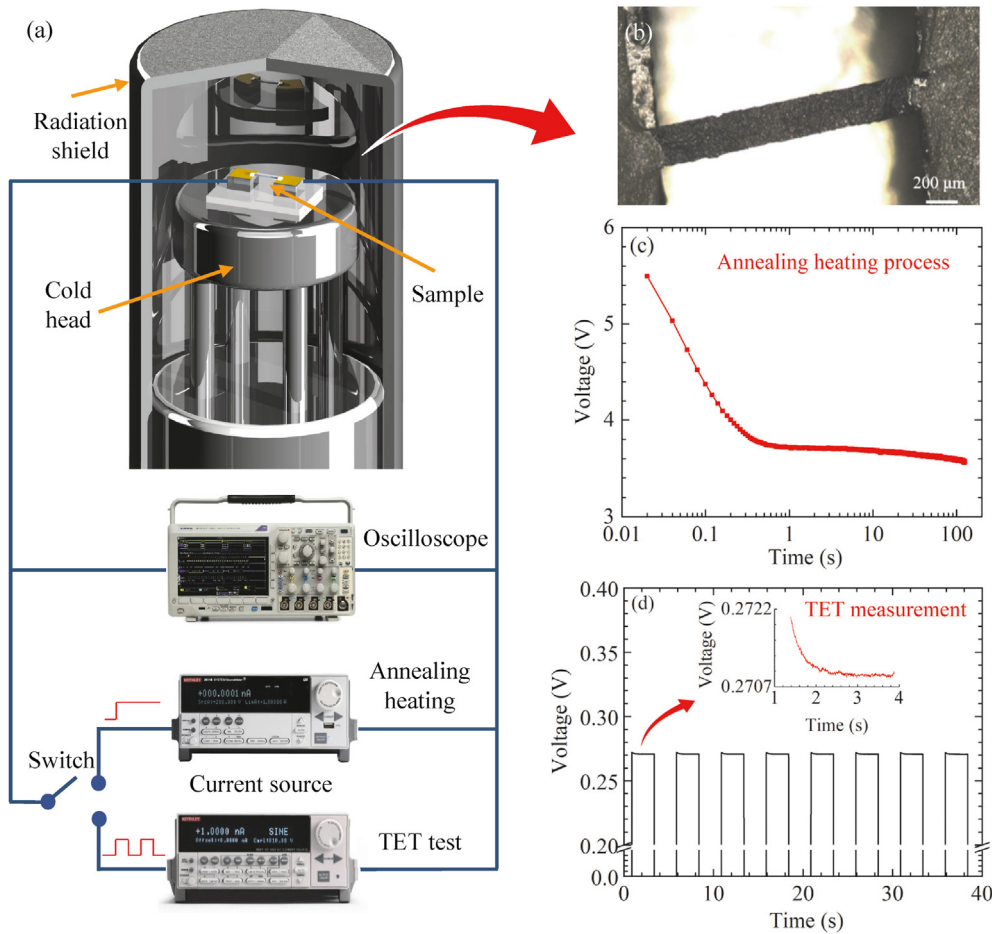 (a)
Radiation
shield
Cold
head
Sample
Oscilloscope
+000.0001 nA
Annealing
heating
Switch
Current source
+1.0000 nA SINE
TET test
(b)
200 μm
(c)
Annealing heating process
Voltage (V)
6
5
4
3
0.01
0.1
1
10
100
Time (s)
(d)
TET measurement
Voltage (V)
0.40
0.35
0.30
0.25
0.20
0.0
0
10
20
30
40
Time (s)
Voltage (V)
0.2722
0.2707
1
2
3
4
Time (s)